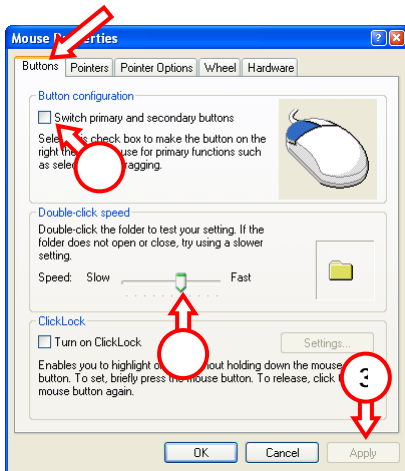 Mouse Properties
Buttons Pointers Pointer Options Wheel Hardware
Button configuration
Switch primary and secondary buttons
check box to make the button on the
right use for primary functions such
as ragging.
Double-click speed
Double-click the folder to test your setting. If the
folder does not open or close, try using a slower
setting.
Speed: Slow Fast
ClickLock
Turn on ClickLock Settings...
Enables you to highlight or holding down the mouse
button. To set, briefly press the mouse button. To release, click
mouse button again.
3
OK Cancel Apply